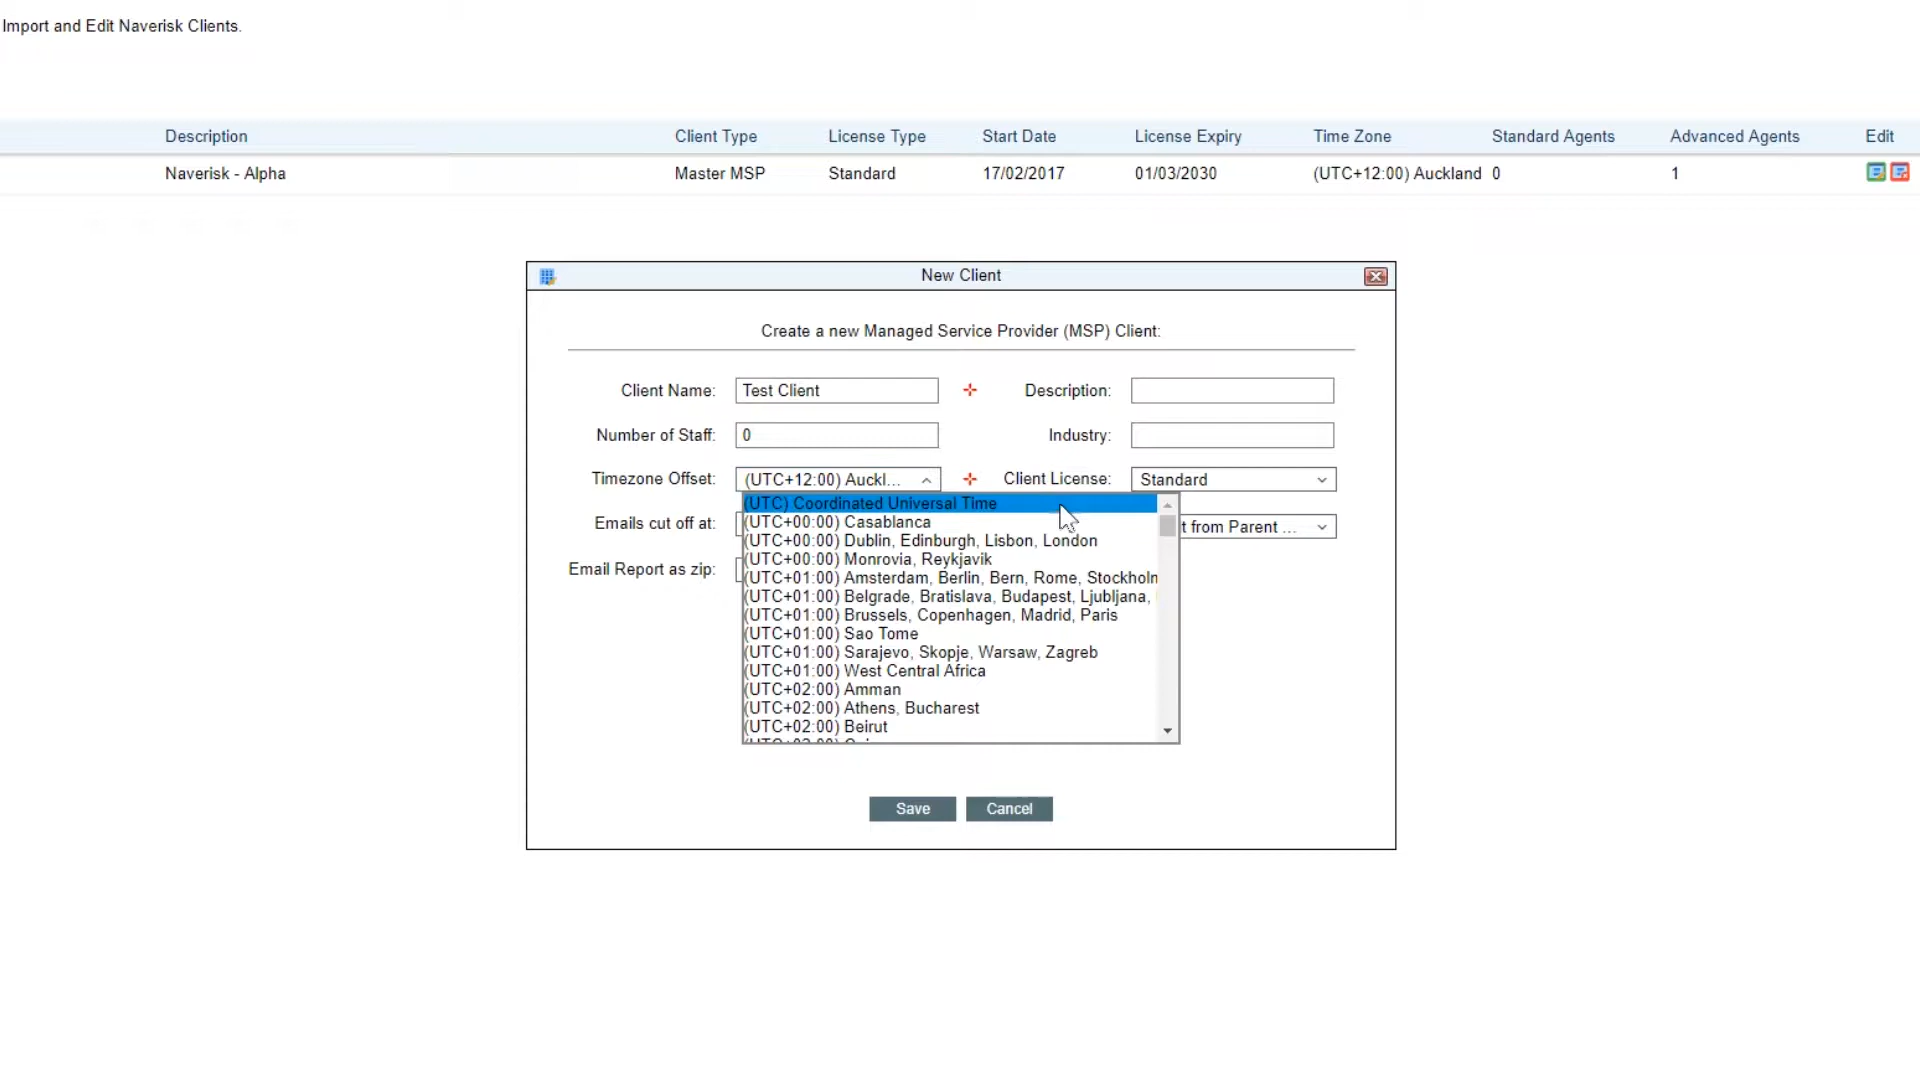 Import and Edit Naverisk Clients.
Description Client Type License Type Start Date License Expiry Time Zone Standard Agents Advanced Agents Edit
Naverisk - Alpha Master MSP Standard 17/02/2017 01/03/2030 (UTC+12:00) Auckland 0 1
New Client
Create a new Managed Service Provider (MSP) Client:
Client Name: Test Client Description:
Number of Staff: 0 Industry:
Timezone Offset: (UTC+12:00) Auckl... Client License: Standard
(UTC) Coordinated Universal Time
Emails cut off at: (UTC+00:00) Casablanca t from Parent ...
(UTC+00:00) Dublin, Edinburgh, Lisbon, London
(UTC+00:00) Monrovia, Reykjavik
Email Report as zip: (UTC+01:00) Amsterdam, Berlin, Bern, Rome, Stockholm
(UTC+01:00) Belgrade, Bratislava, Budapest, Ljubljana,
(UTC+01:00) Brussels, Copenhagen, Madrid, Paris
(UTC+01:00) Sao Tome
(UTC+01:00) Sarajevo, Skopje, Warsaw, Zagreb
(UTC+01:00) West Central Africa
(UTC+02:00) Amman
(UTC+02:00) Athens, Bucharest
(UTC+02:00) Beirut
Save Cancel